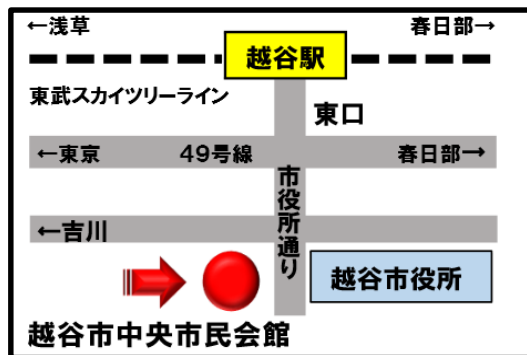 ←浅草
春日部→
越谷駅
東武スカイツリーライン
東口
←東京
49号線
春日部→
市役所通り
←吉川
越谷市役所
越谷市中央市民会館